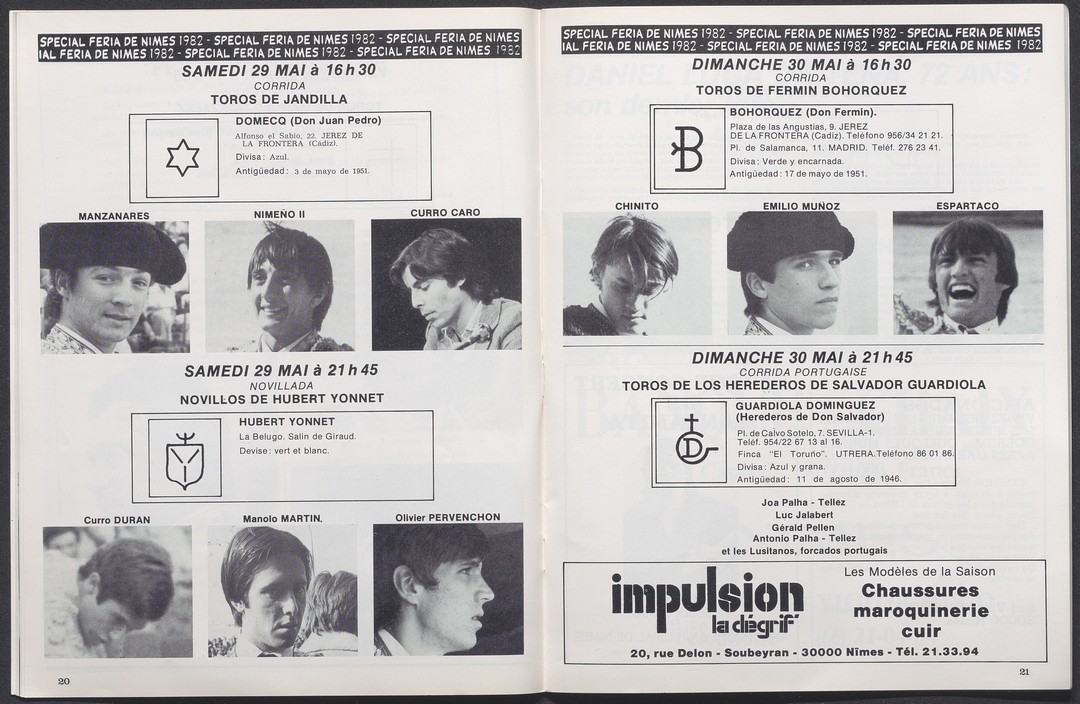 SPECIAL FERIA DE NIMES 1982 - SPECIAL FERIA DE NIMES 1982 - SPECIAL FERIA DE NIMES
IAL FERIA DE NIMES 1982 - SPECIAL FERIA DE NIMES 1982 - SPECIAL FERIA DE NIMES 1982
SAMEDI 29 MAI à 16 h 30
CORRIDA
TOROS DE JANDILLA
DOMECQ (Don Juan Pedro)
Alfonso el Sabio, 22. JEREZ DE
LA FRONTERA (Cádiz).
Divisa: Azul.
Antigüedad: 3 de mayo de 1951.
MANZANARES
NIMEÑO II
CURRO CARO
SAMEDI 29 MAI à 21 h 45
NOVILLADA
NOVILLOS DE HUBERT YONNET
HUBERT YONNET
La Belugo. Salin de Giraud.
Devise: vert et blanc.
Curro DURAN
Manolo MARTIN.
Olivier PERVENCHON
20
SPECIAL FERIA DE NIMES 1982 - SPECIAL FERIA DE NIMES 1982 - SPECIAL FERIA DE NIMES
IAL FERIA DE NIMES 1982 - SPECIAL FERIA DE NIMES 1982 - SPECIAL FERIA DE NIMES 1982
DIMANCHE 30 MAI à 16 h 30
CORRIDA
TOROS DE FERMIN BOHORQUEZ
B
BOHORQUEZ (Don Fermin).
Plaza de las Angustias, 9. JEREZ
DE LA FRONTERA (Cadiz). Teléfono 956/34 21 21.
Pl. de Salamanca, 11. MADRID. Teléf. 276 23 41.
Divisa: Verde y encarnada.
Antigüedad: 17 de mayo de 1951.
CHINITO
EMILIO MUÑOZ
ESPARTACO
DIMANCHE 30 MAI à 21 h 45
CORRIDA PORTUGAISE
TOROS DE LOS HEREDEROS DE SALVADOR GUARDIOLA
GUARDIOLA DOMINGUEZ
(Herederos de Don Salvador)
Pl. de Calvo Sotelo, 7. SEVILLA-1.
Teléf. 954/22 67 13 al 16.
Finca "El Toruño". UTRERA. Teléfono 86 01 86.
Divisa: Azul y grana.
Antigüedad: 11 de agosto de 1946.
Joa Palha - Tellez
Luc Jalabert
Gérald Pellen
Antonio Palha - Tellez
et les Lusitanos, forcados portugais
impulsion
la dégrif'
Les Modèles de la Saison
Chaussures
maroquinerie
cuir
20, rue Delon - Soubeyran - 30000 Nîmes - Tél. 21.33.94
21